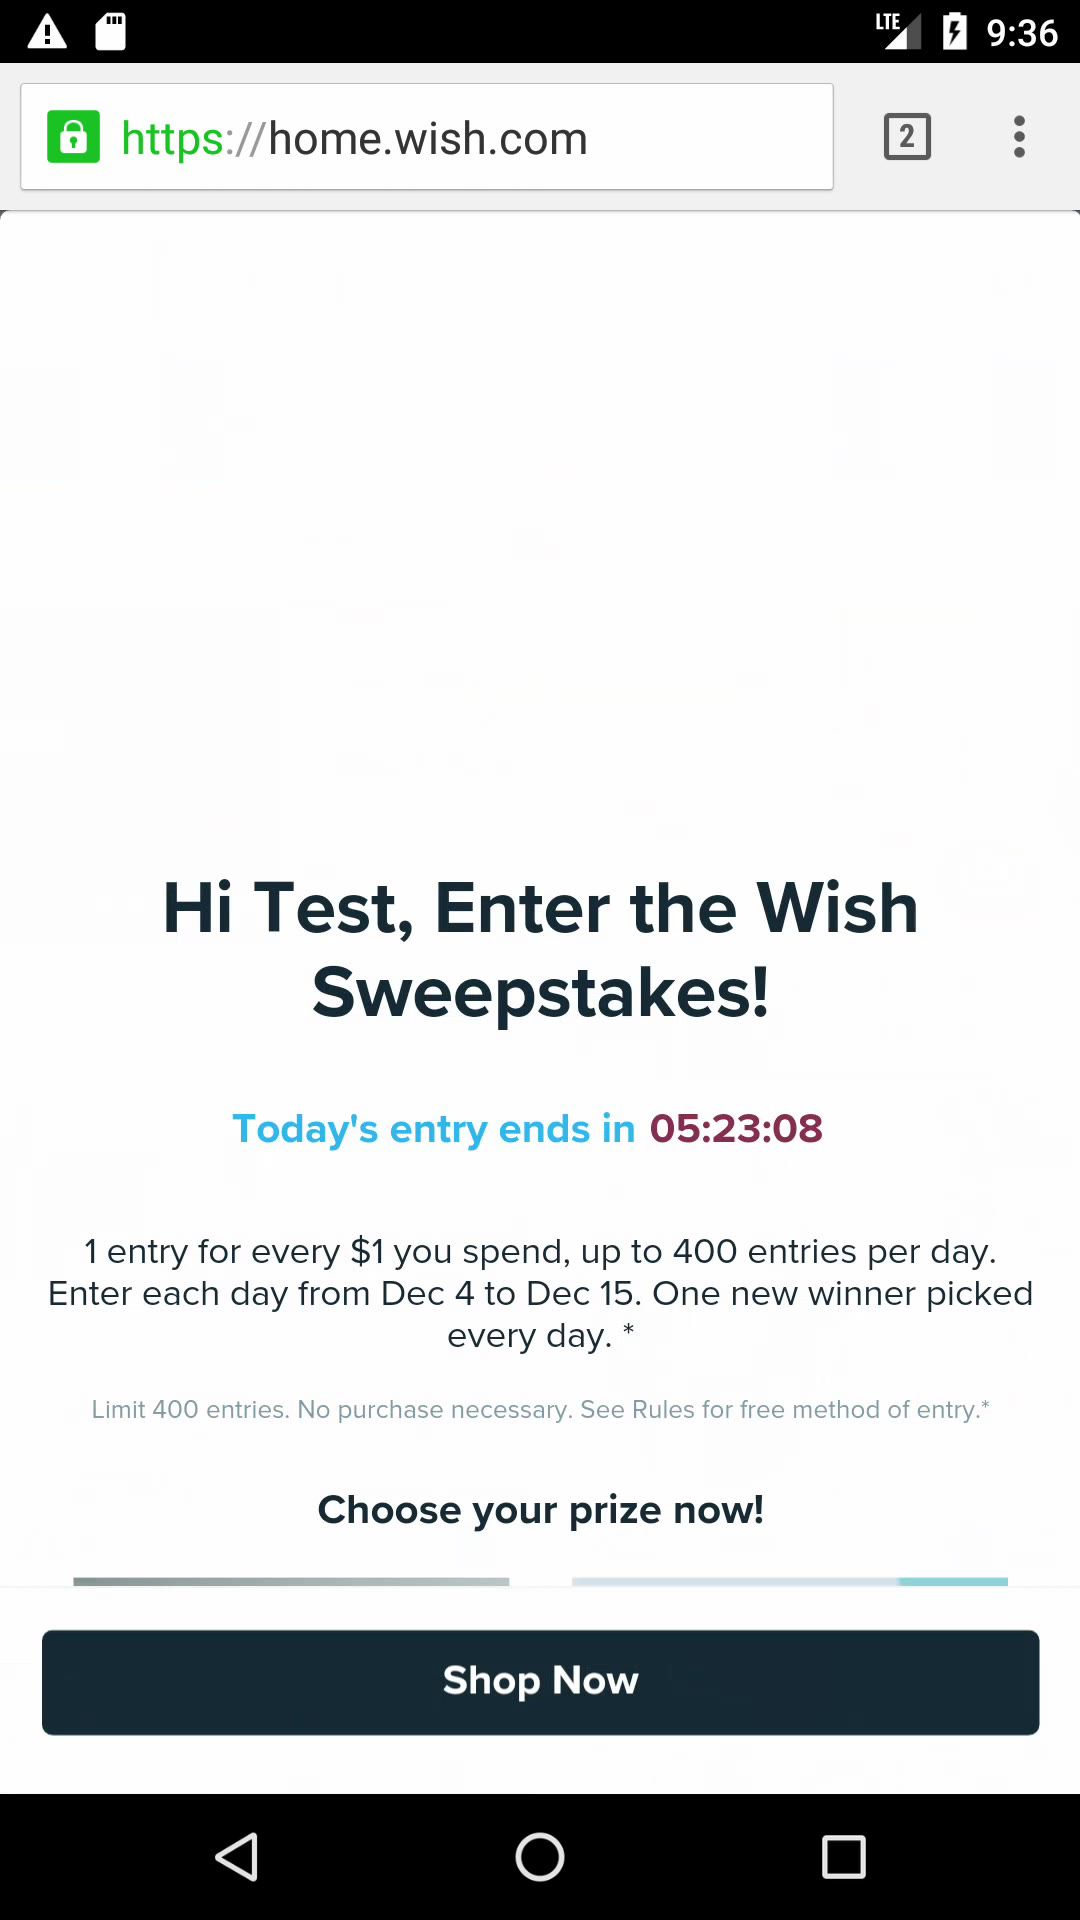 LTE 9:36
https://home.wish.com 2
Hi Test, Enter the Wish
Sweepstakes!
Today's entry ends in 05:23:08
1 entry for every $1 you spend, up to 400 entries per day.
Enter each day from Dec 4 to Dec 15. One new winner picked
every day. *
Limit 400 entries. No purchase necessary. See Rules for free method of entry.*
Choose your prize now!
Shop Now